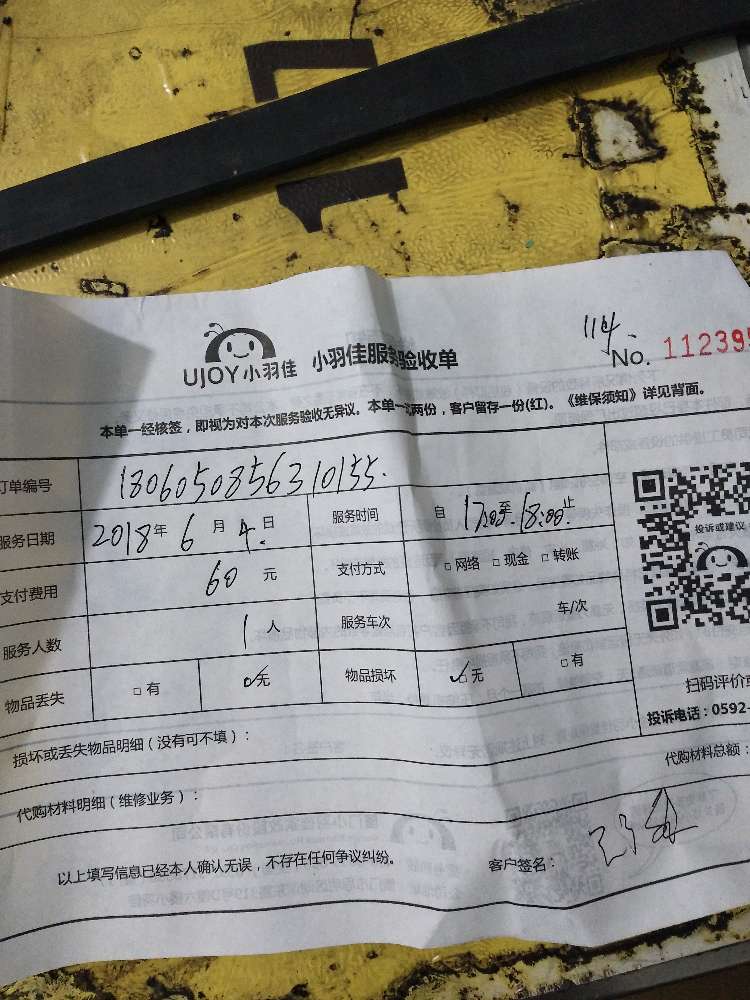 UJOY小羽佳 小羽佳服务验收单
114.
No. 112395
本单一经核签,即视为对本次服务验收无异议。本单一式两份,客户留存一份(红)。《维保须知》详见背面。
订单编号 180605085631 0155.
服务日期 2018年 6月 4.日 服务时间 自 17:00至 18:00止
支付费用 60 元 支付方式 □网络 □现金 □转账
服务人数 1人 服务车次 车/次
物品丢失 □有 ☑无 物品损坏 ☑无 □有
投诉或建议
扫码评价
投诉电话:0592-
损坏或丢失物品明细(没有可不填):
代购材料明细(维修业务): 代购材料总额:
以上填写信息已经本人确认无误,不存在任何争议纠纷。 客户签名: